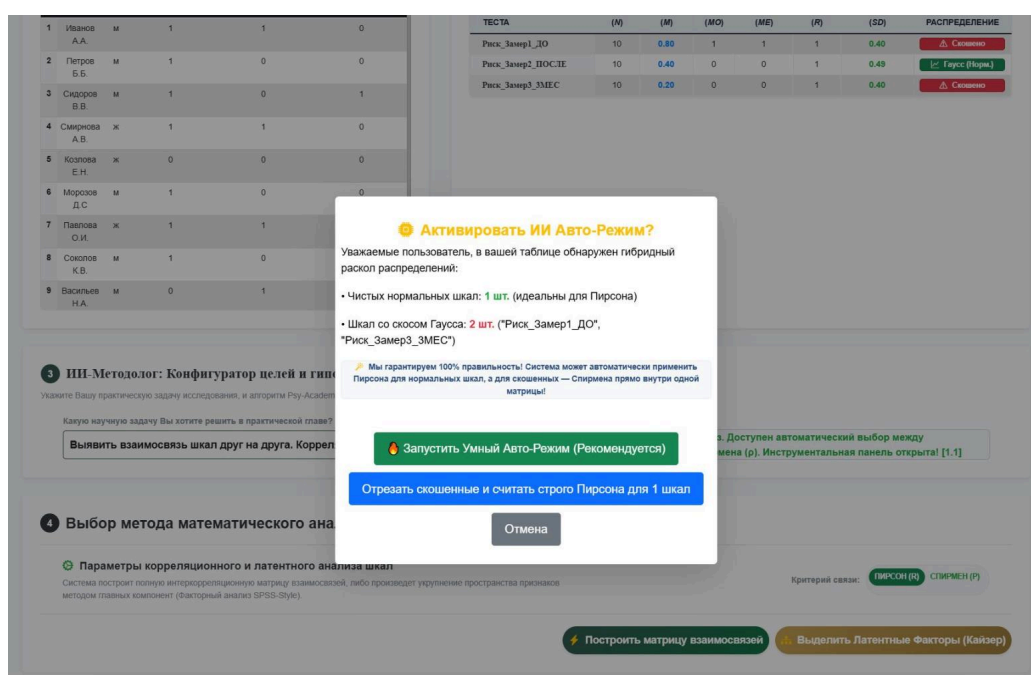 ТЕСТА (N) (M) (MO) (ME) (R) (SD) РАСПРЕДЕЛЕНИЕ
1 Иванов А.А. м 1 1 0
2 Петров Б.Б. м 1 0 0
3 Сидоров В.В. м 1 0 1
4 Смирнова А.В. ж 1 1 0
5 Козлова Е.Н. ж 0 0 0
6 Морозов Д.С м 1 0 0
7 Павлова О.И. ж 1 1
8 Соколов К.В. м 1 0
9 Васильев Н.А. м 0 1
Риск_Замер1_ДО 10 0.80 1 1 1 0.40 Скошено
Риск_Замер2_ПОСЛЕ 10 0.40 0 0 1 0.49 Гаусс (Норм.)
Риск_Замер3_3МЕС 10 0.20 0 0 1 0.40 Скошено
Активировать ИИ Авто-Режим?
Уважаемые пользователь, в вашей таблице обнаружен гибридный
раскол распределений:
• Чистых нормальных шкал: 1 шт. (идеальны для Пирсона)
• Шкал со скосом Гаусса: 2 шт. ("Риск_Замер1_ДО",
"Риск_Замер3_3МЕС")
Мы гарантируем 100% правильность! Система может автоматически применить
Пирсона для нормальных шкал, а для скошенных — Спирмена прямо внутри одной
матрицы!
Запустить Умный Авто-Режим (Рекомендуется)
Отрезать скошенные и считать строго Пирсона для 1 шкал
Отмена
3 ИИ-Методолог: Конфигуратор целей и гипо
Укажите Вашу практическую задачу исследования, и алгоритм Psy-Academ
Какую научную задачу Вы хотите решить в практической главе?
Выявить взаимосвязь шкал друг на друга. Коррел
а. Доступен автоматический выбор между
мена (ρ). Инструментальная панель открыта! [1.1]
4 Выбор метода математического ана
Параметры корреляционного и латентного анализа шкал
Система построит полную интеркорреляционную матрицу взаимосвязей, либо произведет укрупнение пространства признаков
методом главных компонент (Факторный анализ SPSS-Style).
Критерий связи: ПИРСОН (R) СПИРМЕН (Ρ)
Построить матрицу взаимосвязей
Выделить Латентные Факторы (Кайзер)